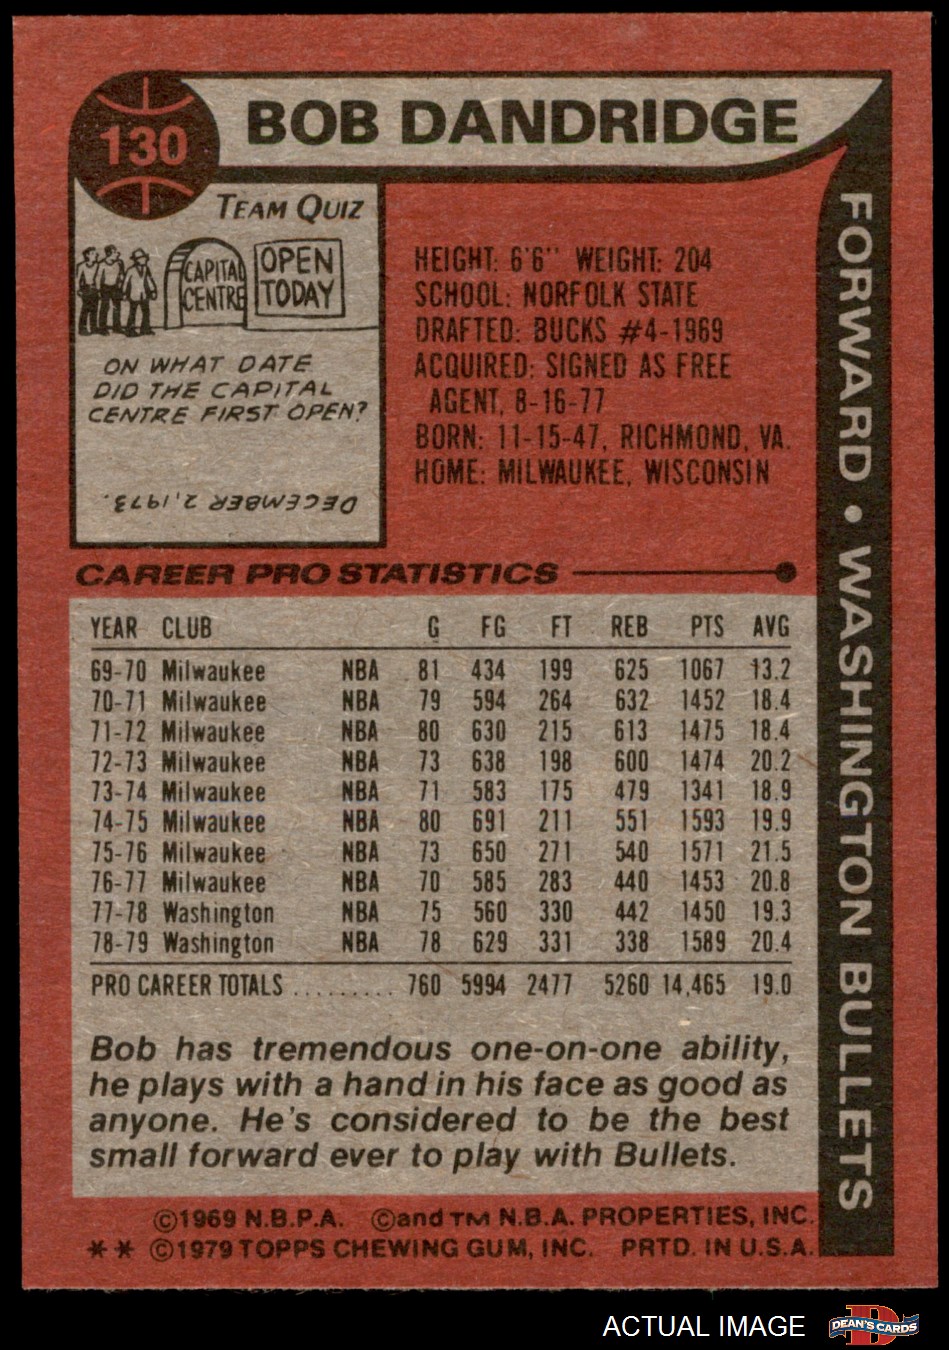 130
BOB DANDRIDGE
TEAM QUIZ
CAPITAL
CENTRE
OPEN
TODAY
ON WHAT DATE
DID THE CAPITAL
CENTRE FIRST OPEN?
DECEMBER 2, 1973.
HEIGHT: 6'6" WEIGHT: 204
SCHOOL: NORFOLK STATE
DRAFTED: BUCKS #4-1969
ACQUIRED: SIGNED AS FREE
AGENT, 8-16-77
BORN: 11-15-47, RICHMOND, VA.
HOME: MILWAUKEE, WISCONSIN
FORWARD • WASHINGTON BULLETS
CAREER PRO STATISTICS
YEAR CLUB G FG FT REB PTS AVG
69-70 Milwaukee NBA 81 434 199 625 1067 13.2
70-71 Milwaukee NBA 79 594 264 632 1452 18.4
71-72 Milwaukee NBA 80 630 215 613 1475 18.4
72-73 Milwaukee NBA 73 638 198 600 1474 20.2
73-74 Milwaukee NBA 71 583 175 479 1341 18.9
74-75 Milwaukee NBA 80 691 211 551 1593 19.9
75-76 Milwaukee NBA 73 650 271 540 1571 21.5
76-77 Milwaukee NBA 70 585 283 440 1453 20.8
77-78 Washington NBA 75 560 330 442 1450 19.3
78-79 Washington NBA 78 629 331 338 1589 20.4
PRO CAREER TOTALS .......... 760 5994 2477 5260 14,465 19.0
Bob has tremendous one-on-one ability,
he plays with a hand in his face as good as
anyone. He's considered to be the best
small forward ever to play with Bullets.
©1969 N.B.P.A. ©and TM N.B.A. PROPERTIES, INC.
** ©1979 TOPPS CHEWING GUM, INC. PRTD. IN U.S.A.
ACTUAL IMAGE
D
DEAN'S CARDS